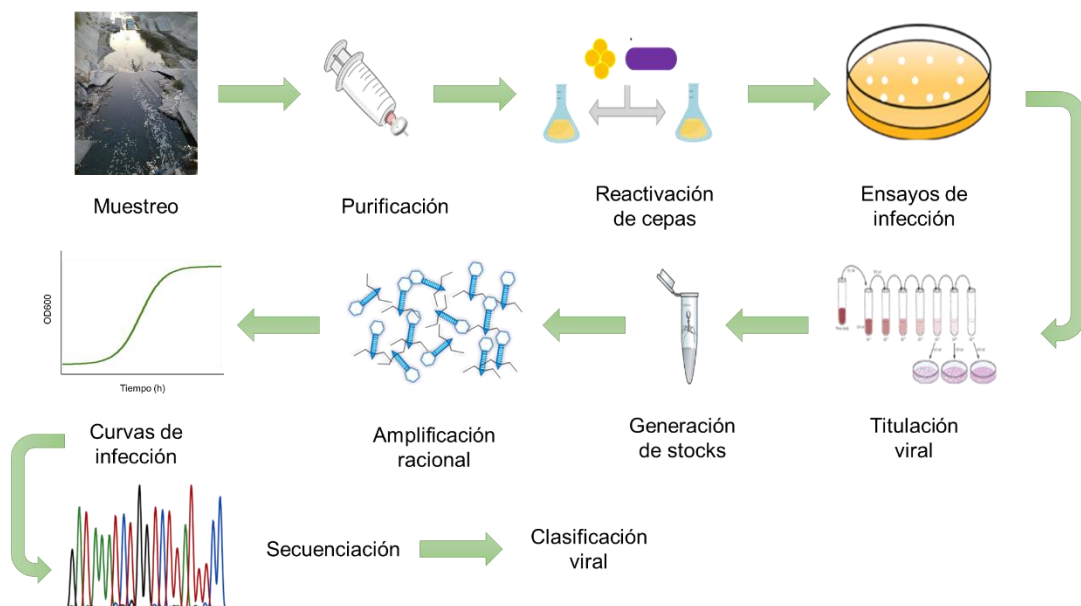 Muestreo
Purificación
Reactivación
de cepas
Ensayos de
infección
OD600
Tiempo (h)
Curvas de
infección
Amplificación
racional
Generación
de stocks
Titulación
viral
Secuenciación
Clasificación
viral